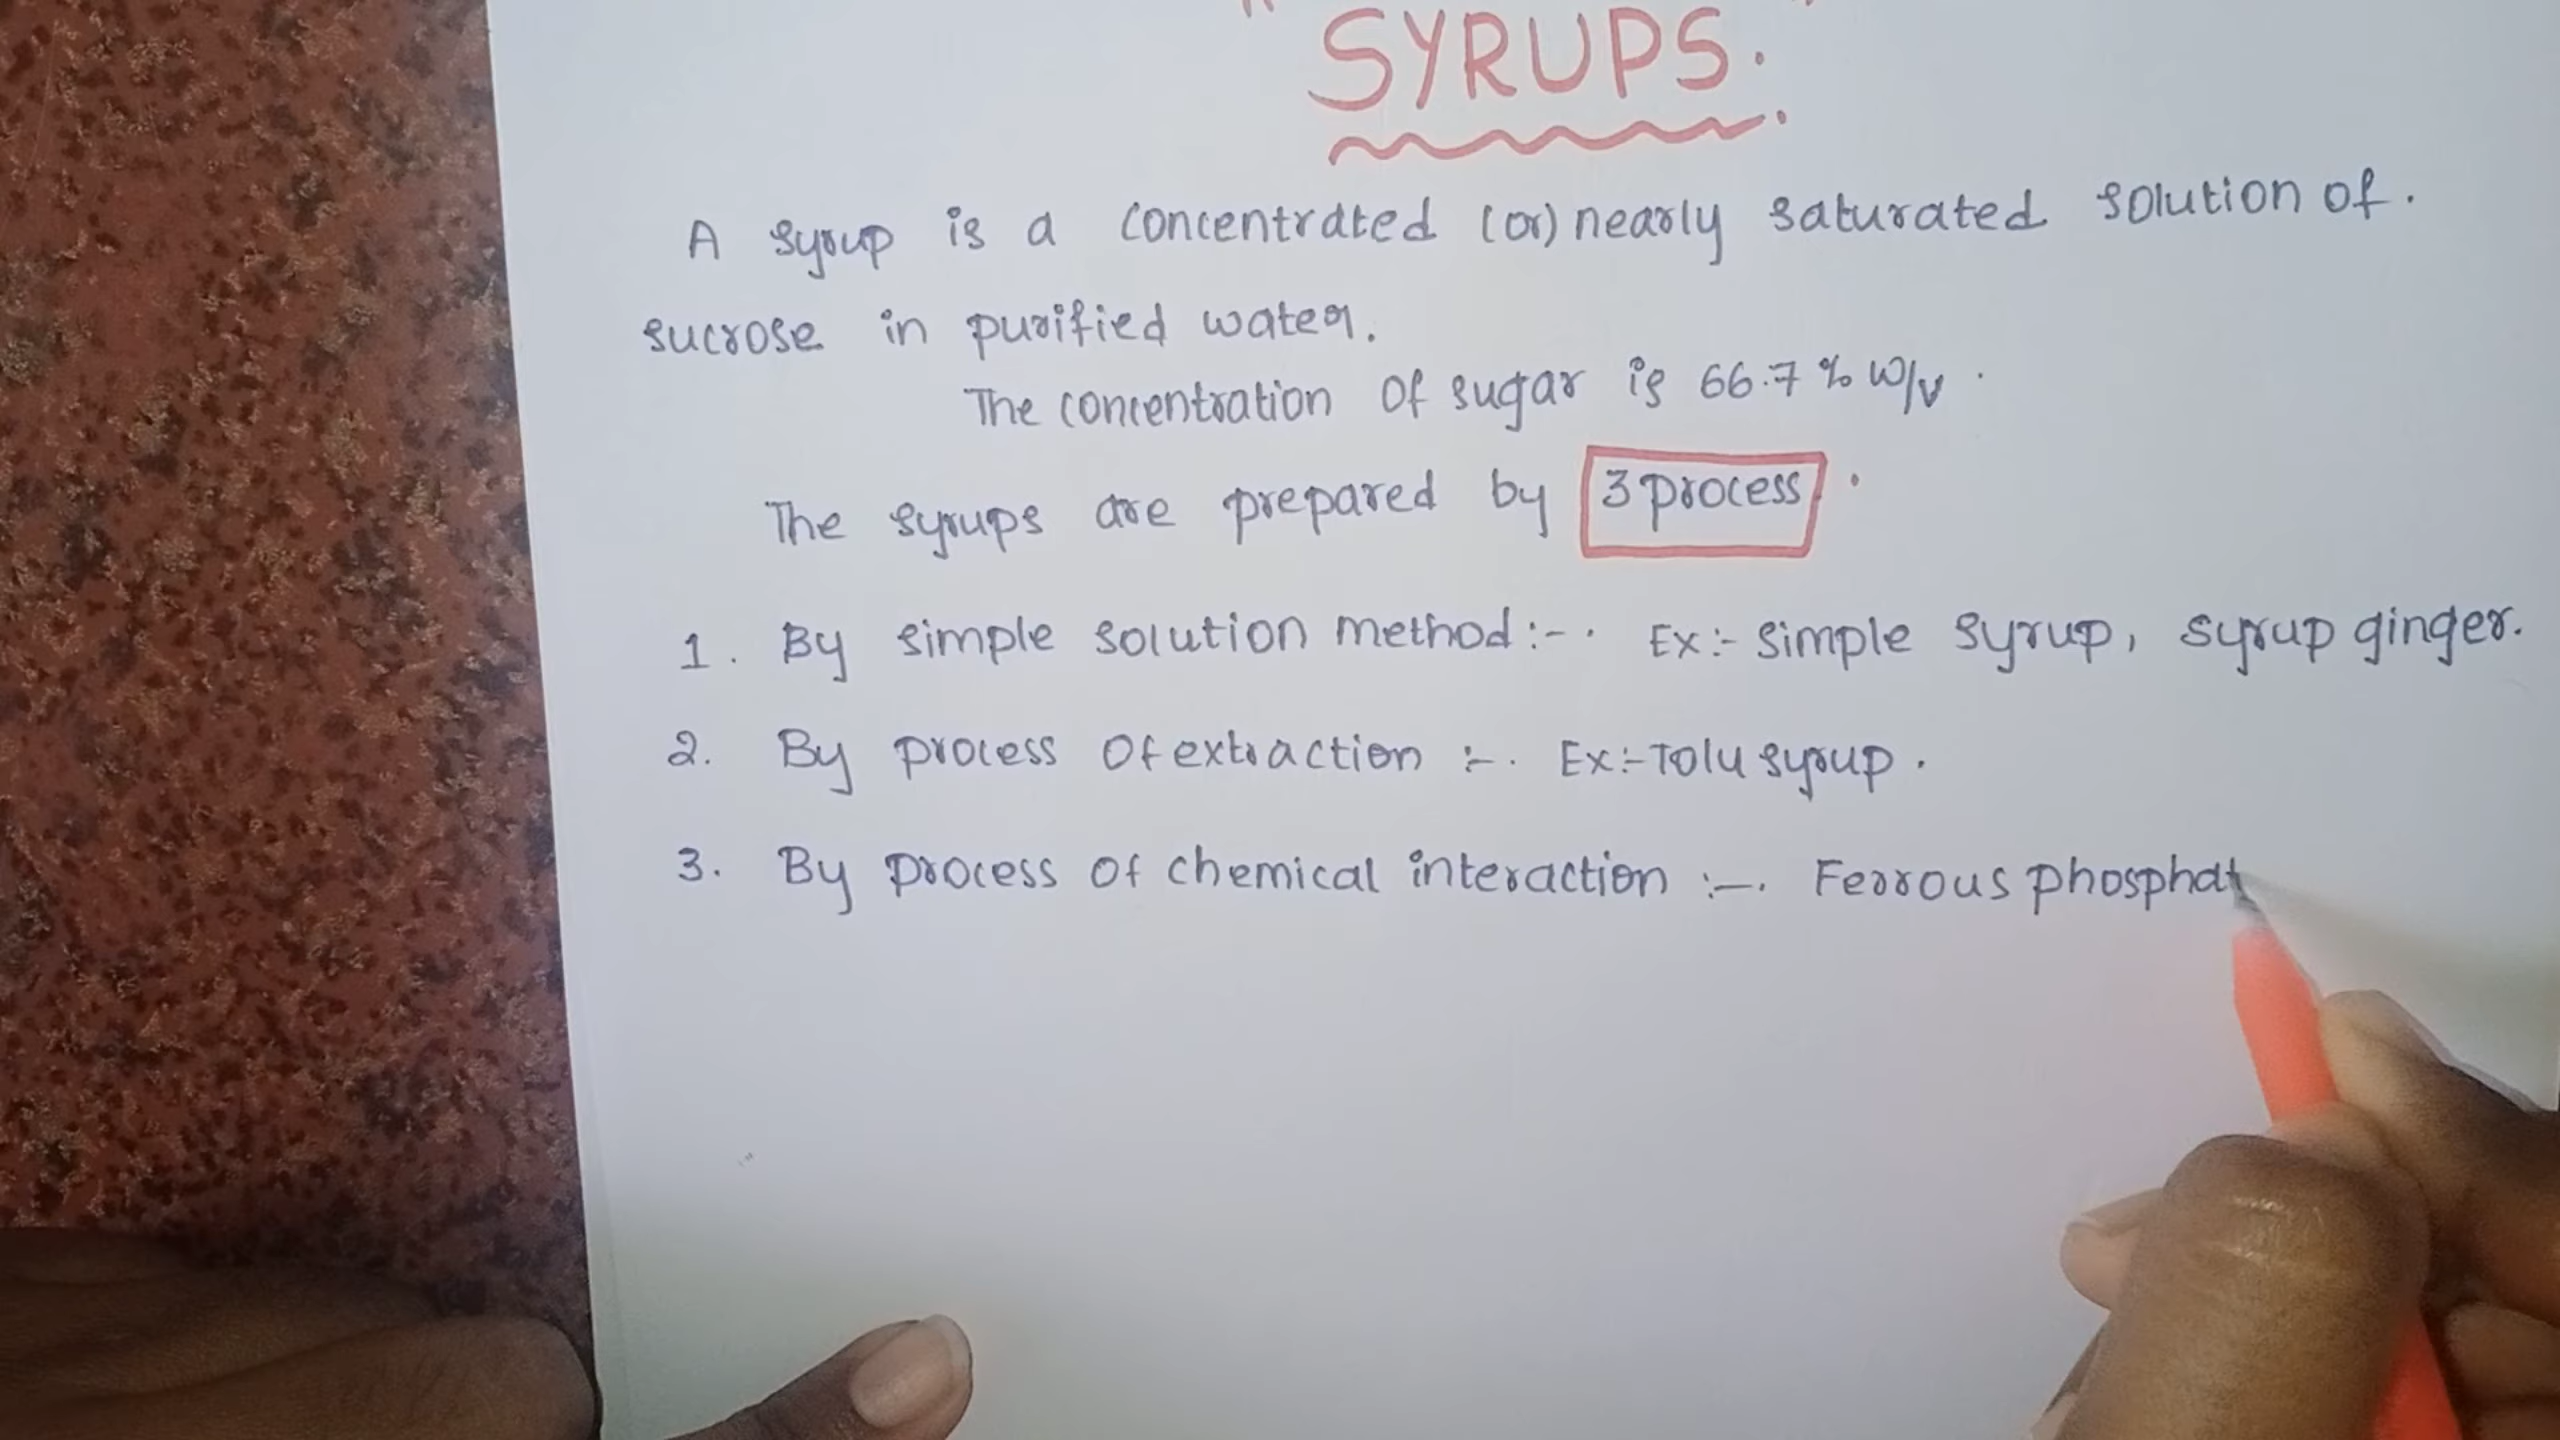 " SYRUPS. "
A syrup is a concentrated (or) nearly saturated solution of.
sucrose in purified water.
The concentration of sugar is 66.7% w/v.
The syrups are prepared by 3 process.
1. By simple solution method:-. Ex:- Simple syrup, syrup ginger.
2. By process of extraction :-. Ex:- Tolu syrup.
3. By process of chemical interaction :-. Ferrous phosphat